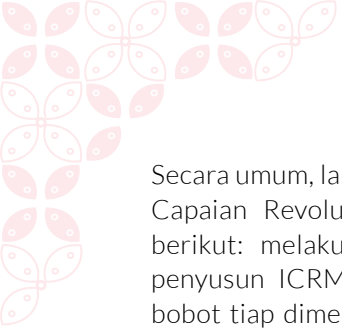 Secara umum, la
Capaian Revolu
berikut: melaku
penyusun ICRM
bobot tiap dime